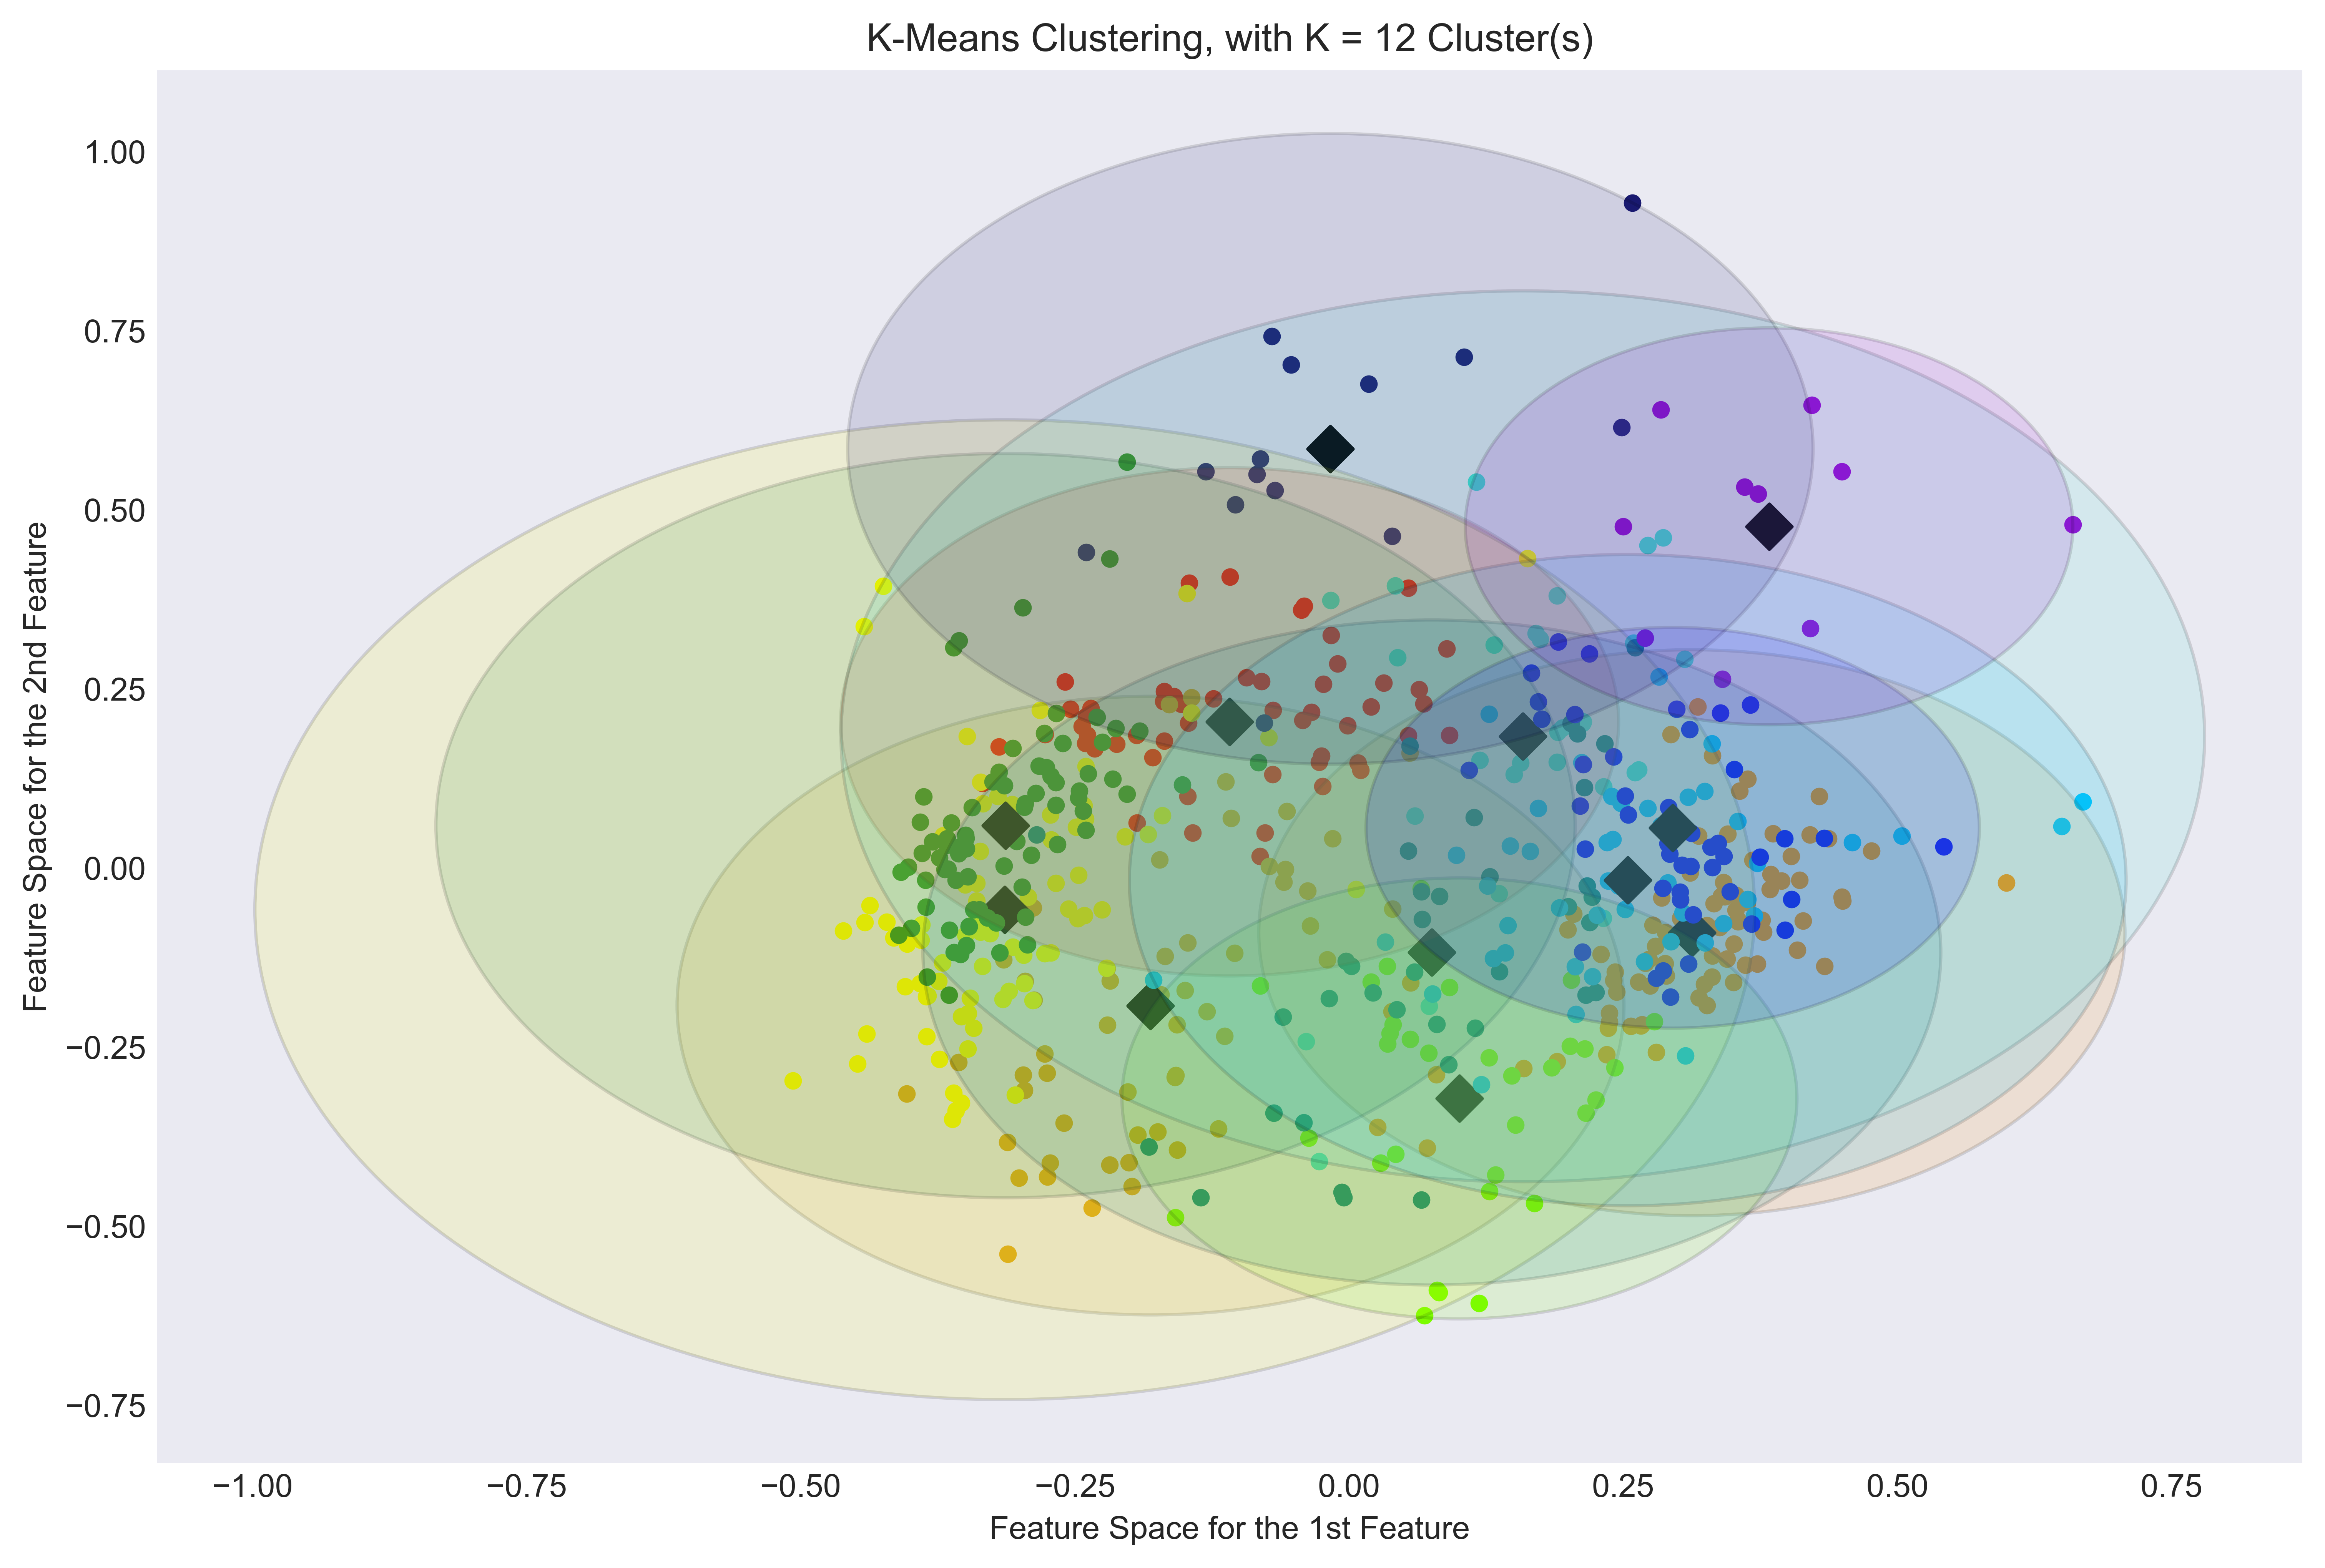 K-Means Clustering, with K = 12 Cluster(s)
1.00
0.75
0.50
0.25
0.00
−0.25
−0.50
−0.75
Feature Space for the 2nd Feature
−1.00 −0.75 −0.50 −0.25 0.00 0.25 0.50 0.75
Feature Space for the 1st Feature